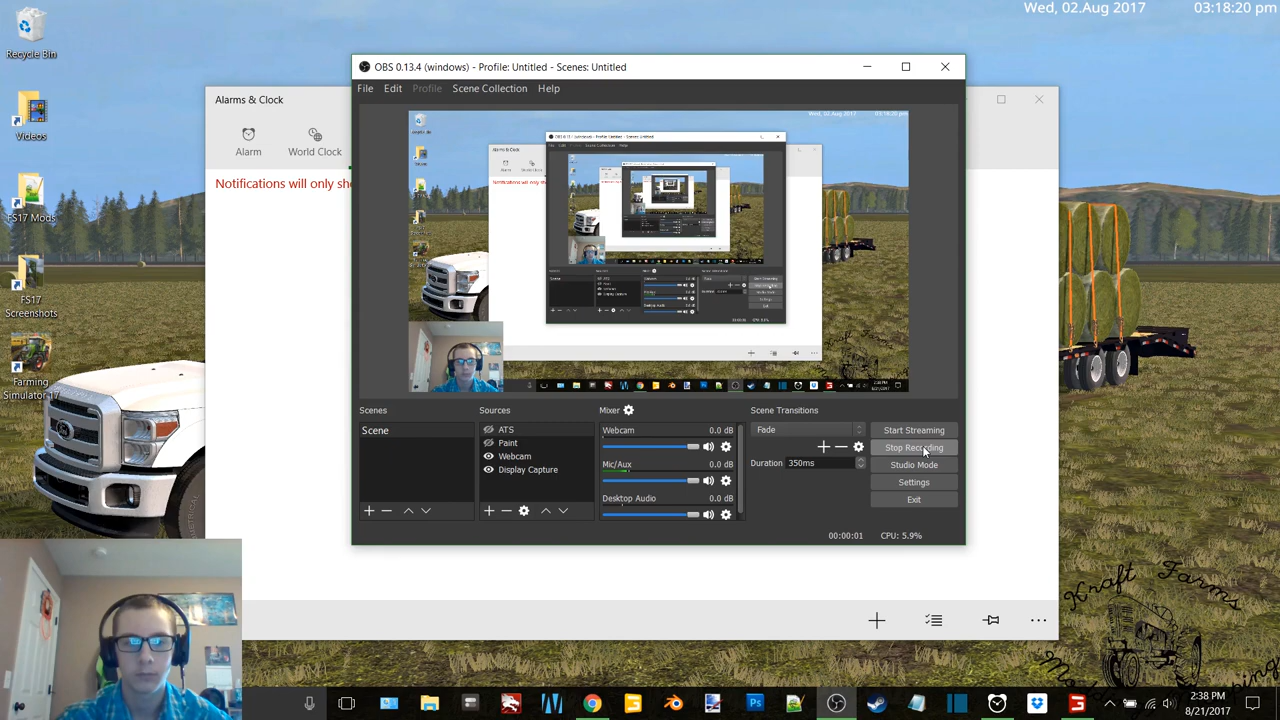 Wed, 02.Aug 2017 03:18:20 pm
Recycle Bin
Videos
FS17 Mods
FS17
Screenshots
Farming
Simulator 17
Alarms & Clock
Alarm
World Clock
Notifications will only sh
OBS 0.13.4 (windows) - Profile: Untitled - Scenes: Untitled
File Edit Profile Scene Collection Help
Scenes
Scene
Sources
ATS
Paint
Webcam
Display Capture
Mixer
Webcam 0.0 dB
Mic/Aux 0.0 dB
Desktop Audio 0.0 dB
Scene Transitions
Fade
Duration 350ms
Start Streaming
Stop Recording
Studio Mode
Settings
Exit
00:00:01 CPU: 5.9%
Kraft Farms
2:38 PM
8/21/2017